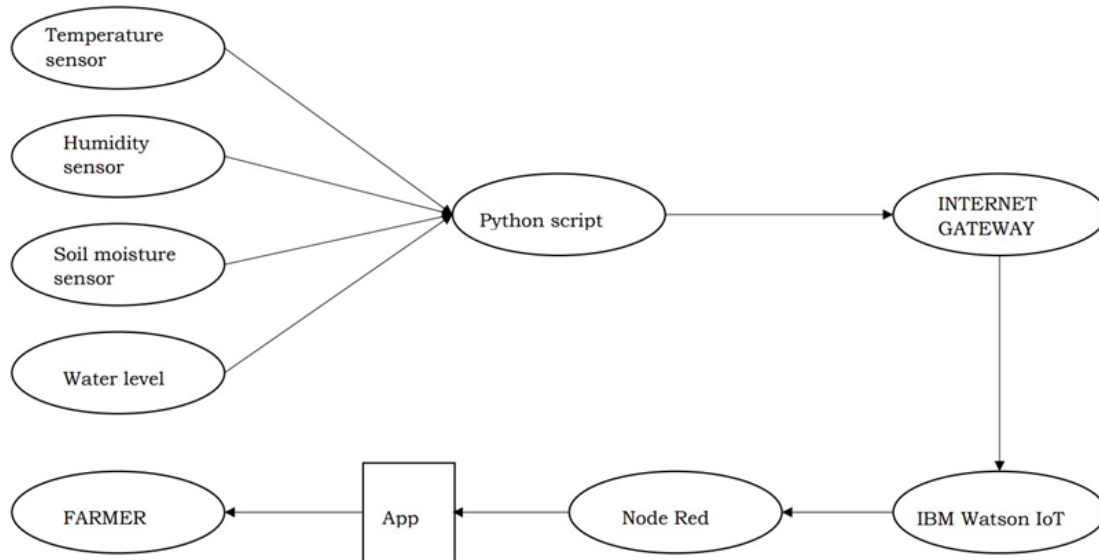 Temperature
sensor
Humidity
sensor
Soil moisture
sensor
Water level
Python script
INTERNET
GATEWAY
FARMER
App
Node Red
IBM Watson IoT